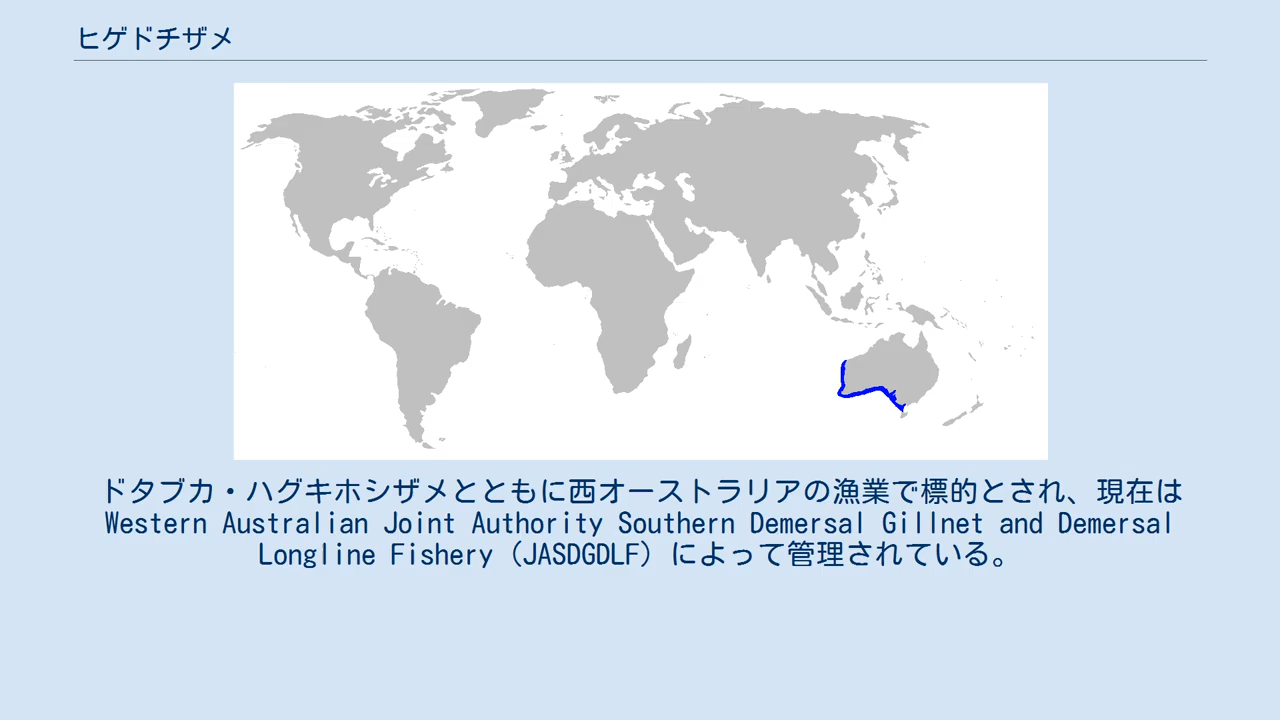 ヒゲドチザメ
ドタブカ・ハグキホシザメとともに西オーストラリアの漁業で標的とされ、現在は
Western Australian Joint Authority Southern Demersal Gillnet and Demersal
Longline Fishery（JASDGDLF）によって管理されている。